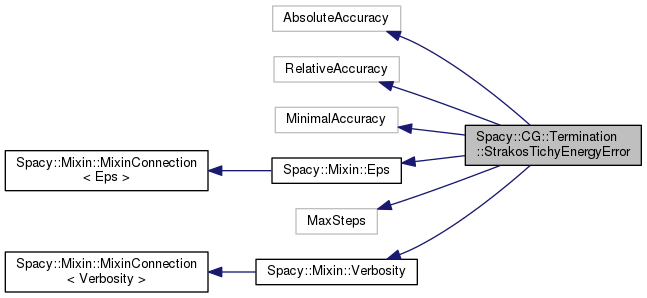 AbsoluteAccuracy
RelativeAccuracy
MinimalAccuracy
Spacy::CG::Termination
::StrakosTichyEnergyError
Spacy::Mixin::MixinConnection
< Eps >
Spacy::Mixin::Eps
MaxSteps
Spacy::Mixin::MixinConnection
< Verbosity >
Spacy::Mixin::Verbosity